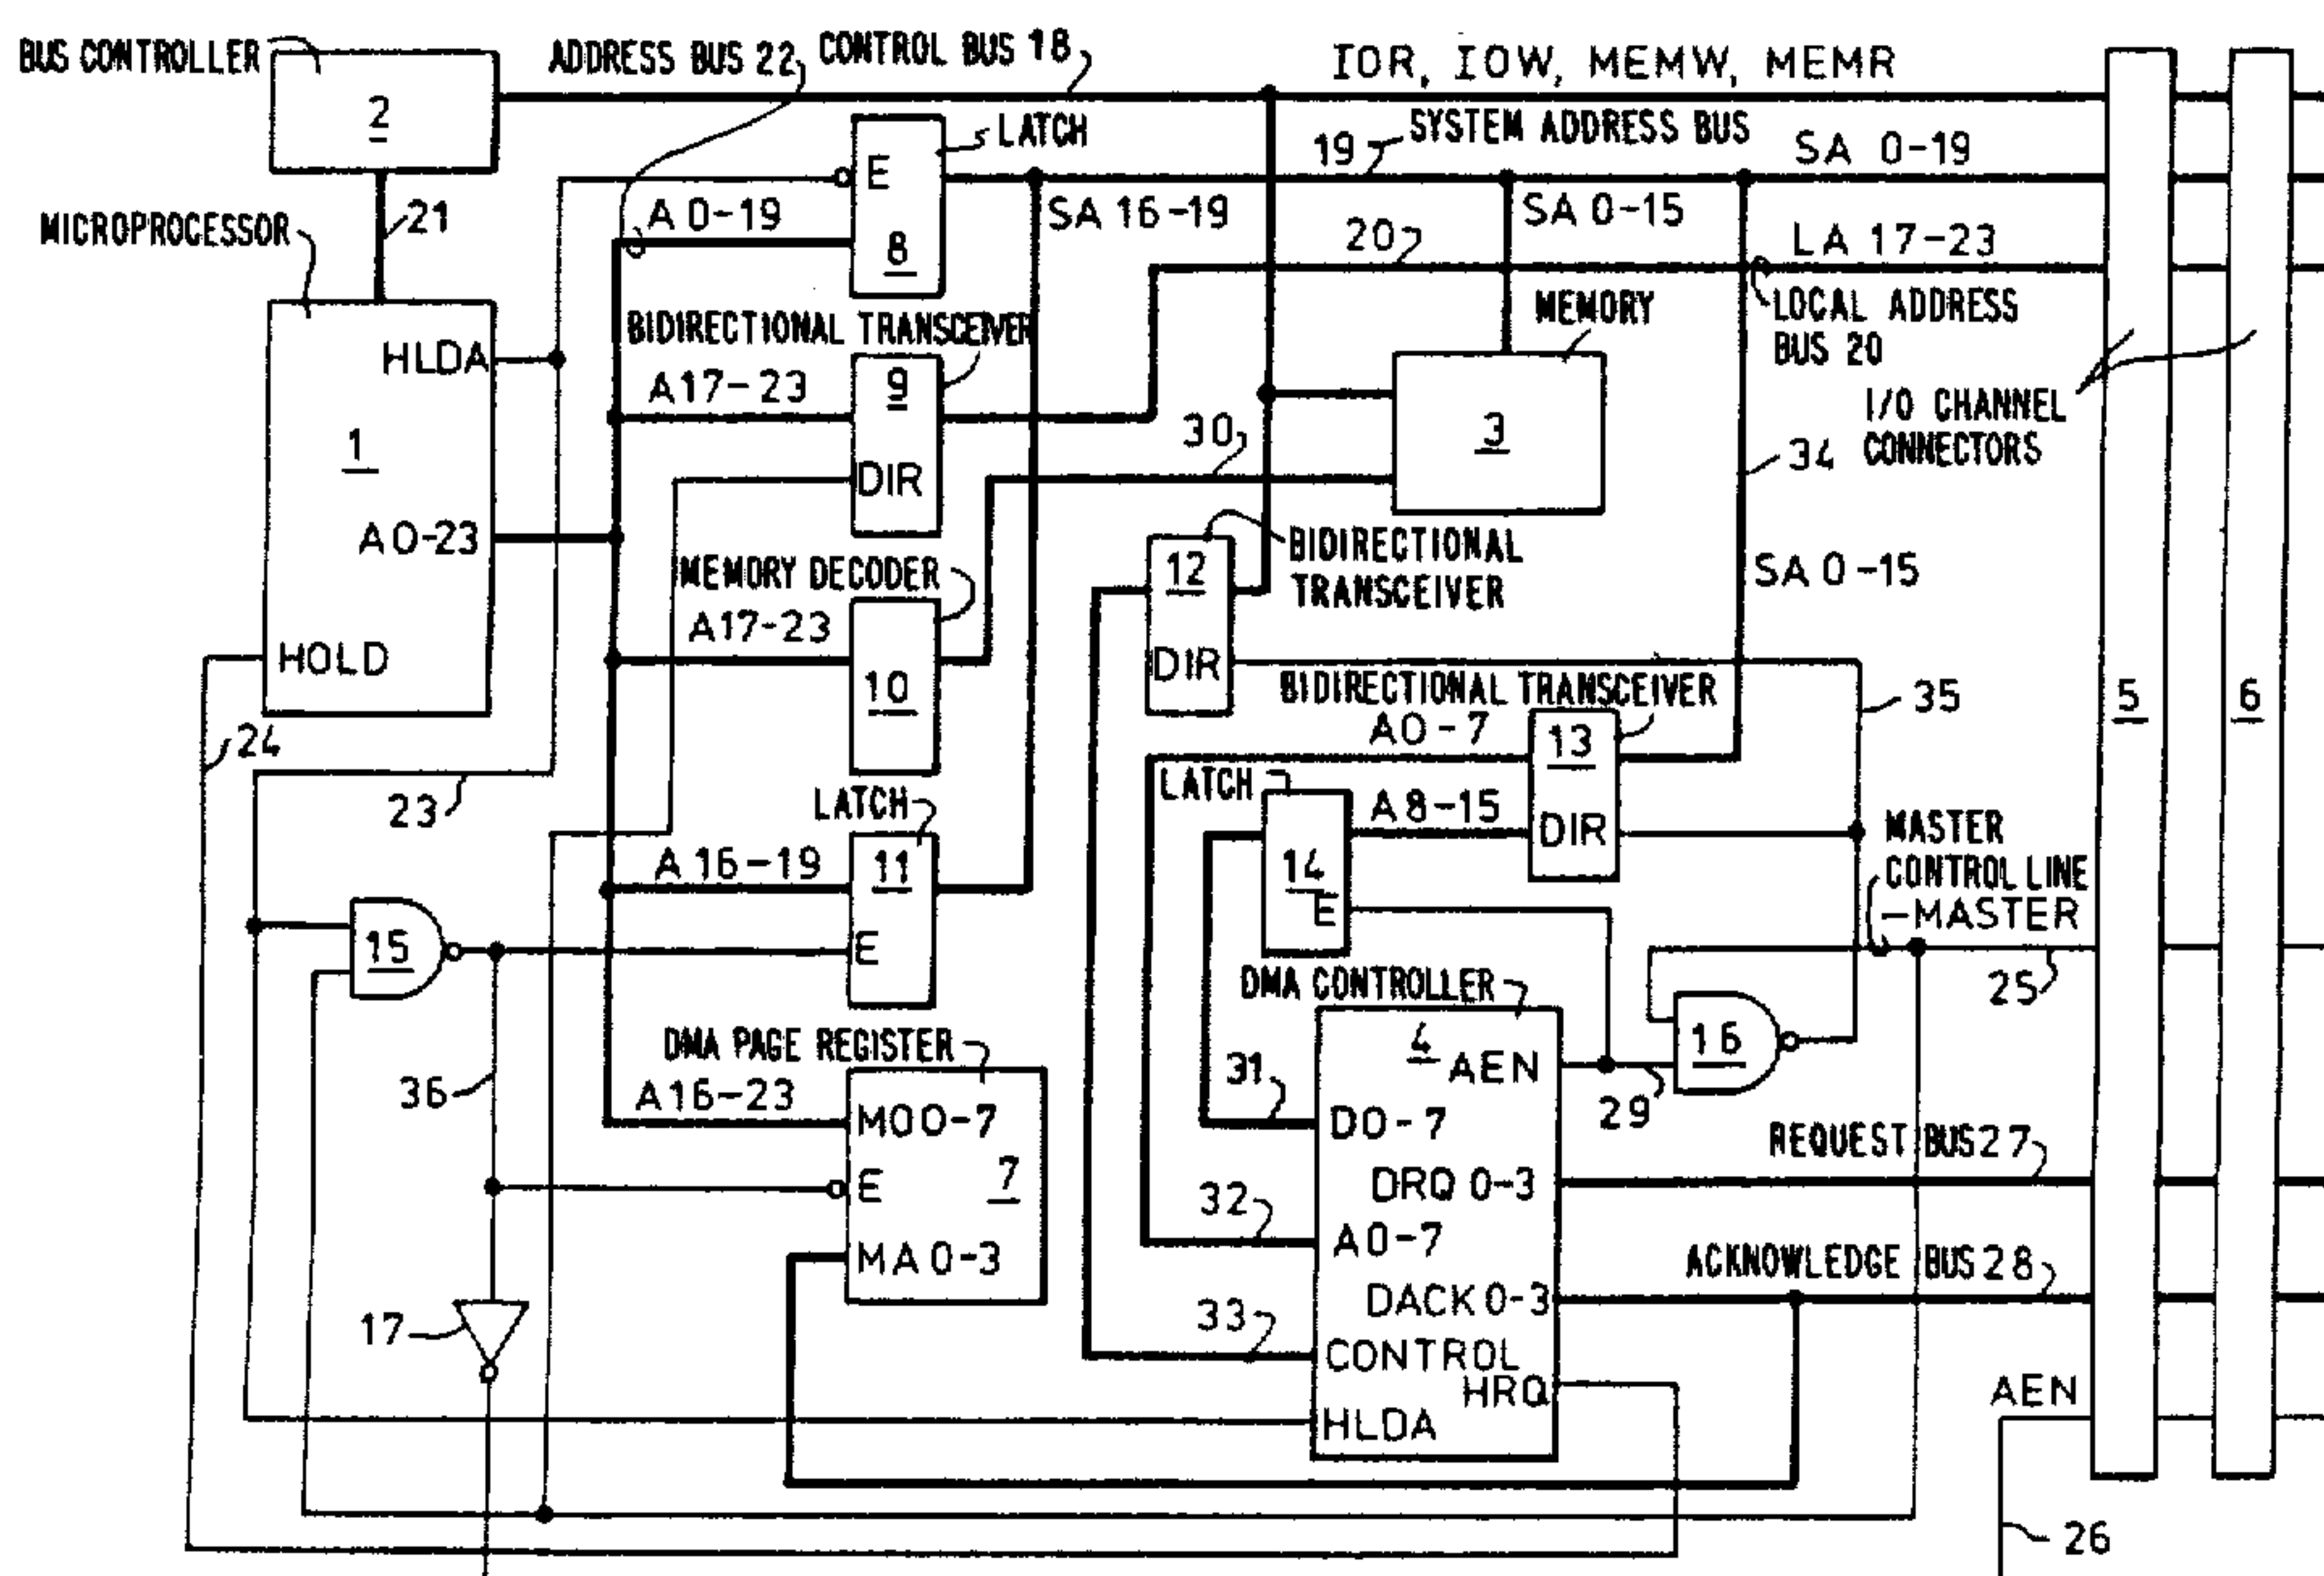 BUS CONTROLLER
2
ADDRESS BUS 22
CONTROL BUS 18
IOR, IOW, MEMW, MEMR
LATCH
E
8
19
SYSTEM ADDRESS BUS
SA 0-19
MICROPROCESSOR
21
A 0-19
SA 16-19
SA 0-15
20
LA 17-23
LOCAL ADDRESS
BUS 20
HLDA
1
A0-23
HOLD
BIDIRECTIONAL TRANSCEIVER
A17-23
9
DIR
30
MEMORY
3
34
I/O CHANNEL
CONNECTORS
MEMORY DECODER
A17-23
10
12
DIR
BIDIRECTIONAL
TRANSCEIVER
SA 0-15
BIDIRECTIONAL TRANSCEIVER
35
5
6
24
23
A0-7
13
DIR
LATCH
A8-15
14
E
LATCH
A 16-19
11
E
MASTER
CONTROL LINE
-MASTER
25
15
36
DMA PAGE REGISTER
A16-23
MO0-7
E
7
MA 0-3
DMA CONTROLLER
4
AEN
16
29
31
D0-7
DRQ 0-3
REQUEST BUS 27
32
A0-7
DACK 0-3
ACKNOWLEDGE BUS 28
33
CONTROL
HRQ
HLDA
17
AEN
26